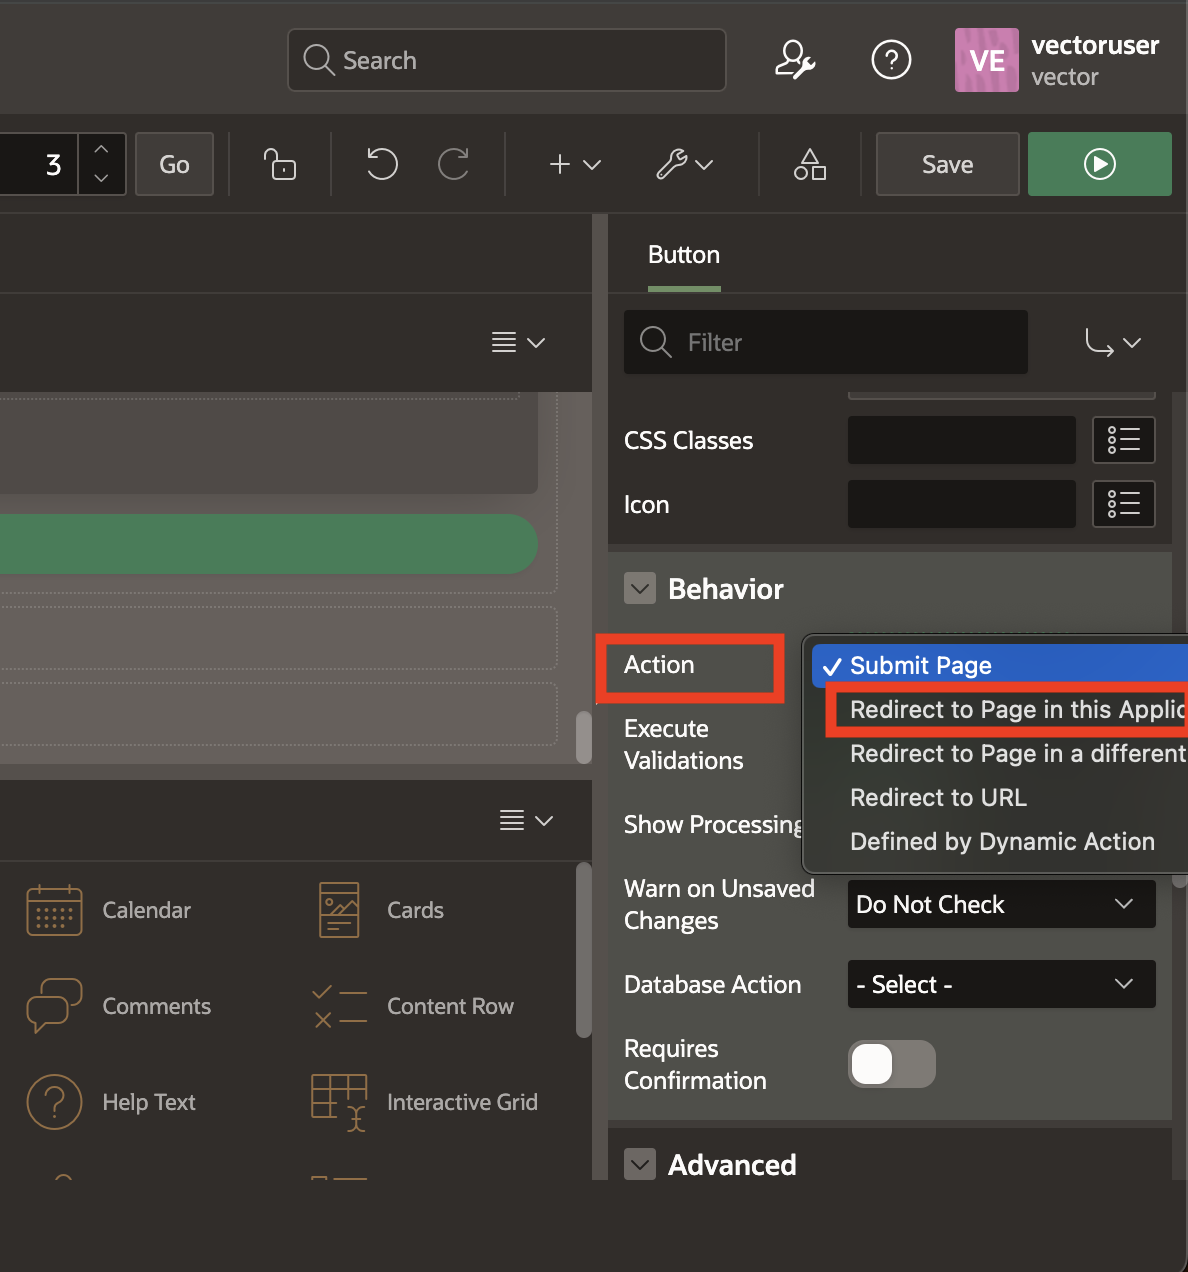 Search
VE
vectoruser
vector
3
Go
Save
Button
Filter
CSS Classes
Icon
Behavior
Action
Submit Page
Redirect to Page in this Applic
Redirect to Page in a different
Redirect to URL
Defined by Dynamic Action
Execute
Validations
Show Processing
Warn on Unsaved
Changes
Do Not Check
Database Action
- Select -
Requires
Confirmation
Advanced
Calendar
Cards
Comments
Content Row
Help Text
Interactive Grid